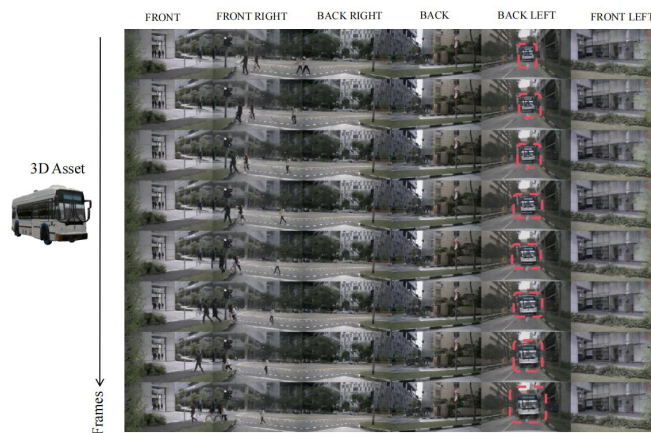 FRONT
FRONT RIGHT
BACK RIGHT
BACK
BACK LEFT
FRONT LEFT
3D Asset
Frames